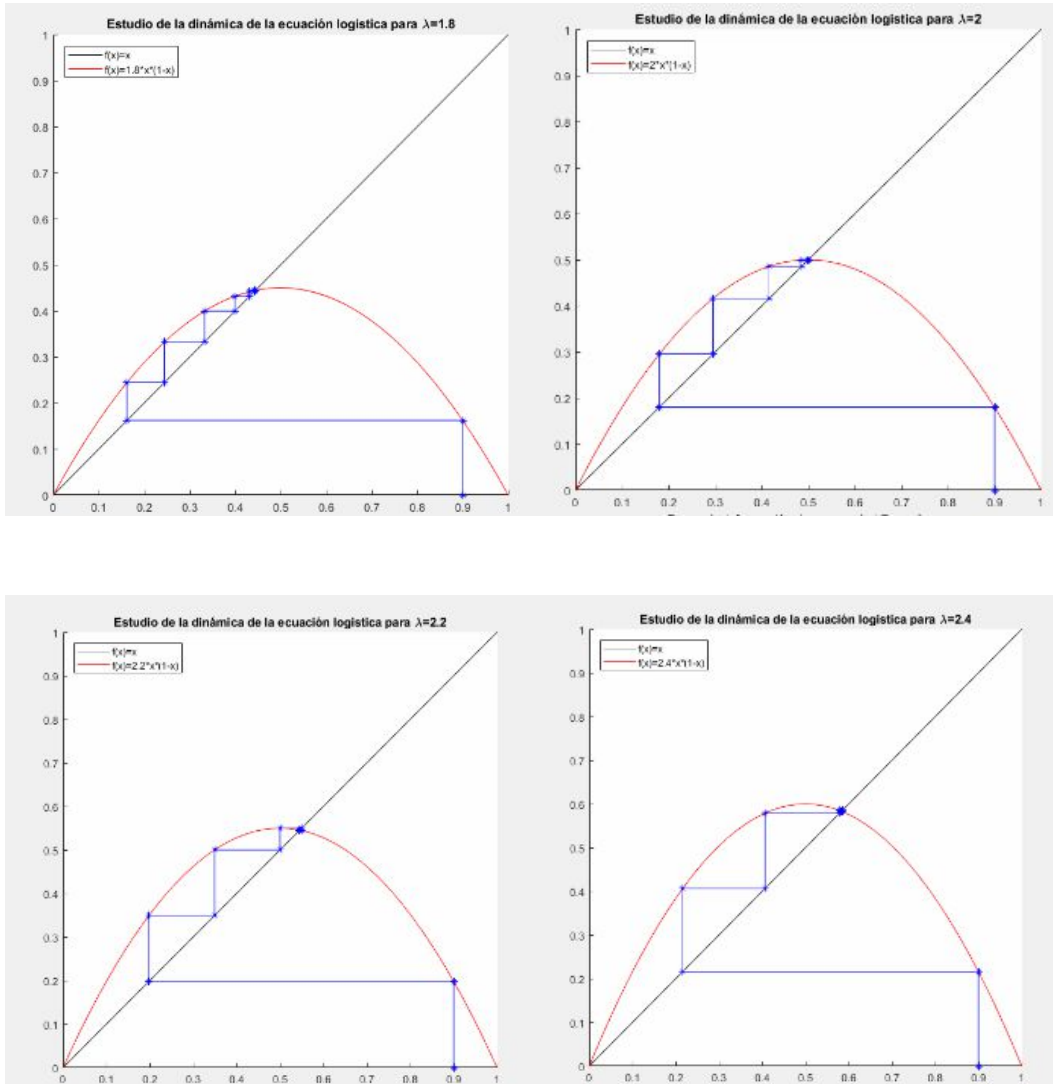 Estudio de la dinámica de la ecuación logística para λ=1.8
f(x)=x
f(x)=1.8*x*(1-x)
1
0.9
0.8
0.7
0.6
0.5
0.4
0.3
0.2
0.1
0
0 0.1 0.2 0.3 0.4 0.5 0.6 0.7 0.8 0.9 1
Estudio de la dinámica de la ecuación logística para λ=2
f(x)=x
f(x)=2*x*(1-x)
1
0.9
0.8
0.7
0.6
0.5
0.4
0.3
0.2
0.1
0
0 0.1 0.2 0.3 0.4 0.5 0.6 0.7 0.8 0.9 1
Estudio de la dinámica de la ecuación logística para λ=2.2
f(x)=x
f(x)=2.2*x*(1-x)
1
0.9
0.8
0.7
0.6
0.5
0.4
0.3
0.2
0.1
0
0 0.1 0.2 0.3 0.4 0.5 0.6 0.7 0.8 0.9 1
Estudio de la dinámica de la ecuación logística para λ=2.4
f(x)=x
f(x)=2.4*x*(1-x)
1
0.9
0.8
0.7
0.6
0.5
0.4
0.3
0.2
0.1
0
0 0.1 0.2 0.3 0.4 0.5 0.6 0.7 0.8 0.9 1